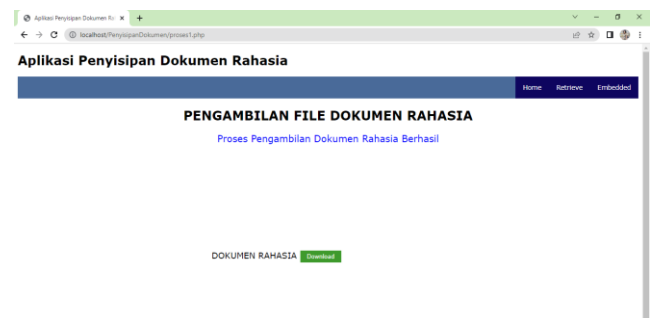 Aplikasi Penyisipan Dokumen Ra
localhost/PenyisipanDokumen/proses1.php
Aplikasi Penyisipan Dokumen Rahasia
Home Retrieve Embedded
PENGAMBILAN FILE DOKUMEN RAHASIA
Proses Pengambilan Dokumen Rahasia Berhasil
DOKUMEN RAHASIA Download